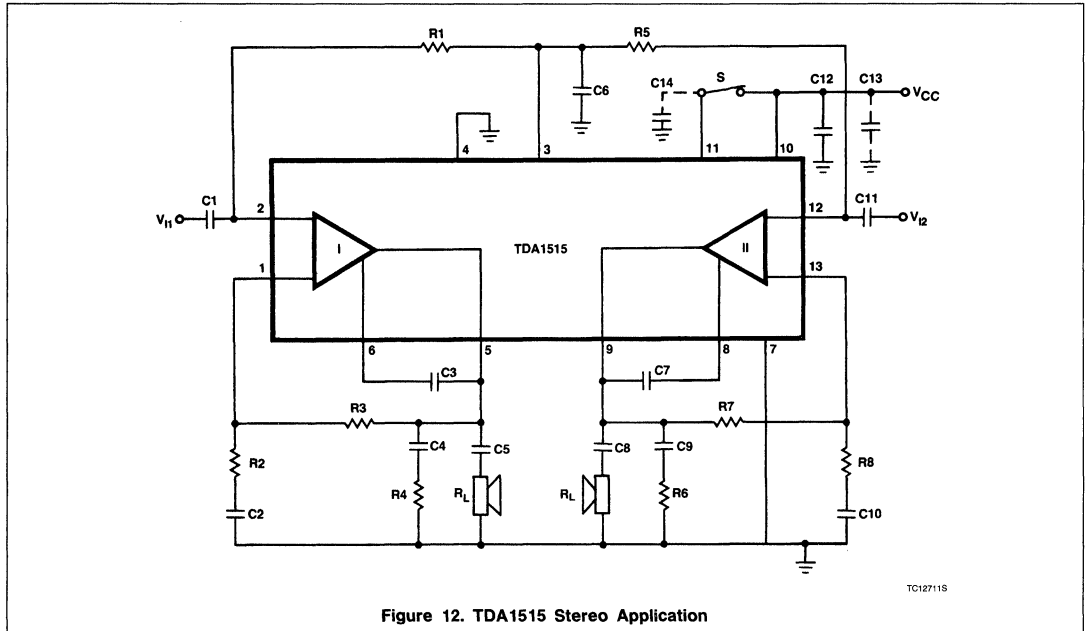 R1
R5
C6
C14
S
C12
C13
VCC
4
3
11
10
C1
VI1
2
12
C11
VI2
I
TDA1515
II
1
13
6
5
9
8
7
C3
C7
R3
R7
C4
C5
C8
C9
R2
R8
R4
RL
RL
R6
C2
C10
TC12711S
Figure 12. TDA1515 Stereo Application